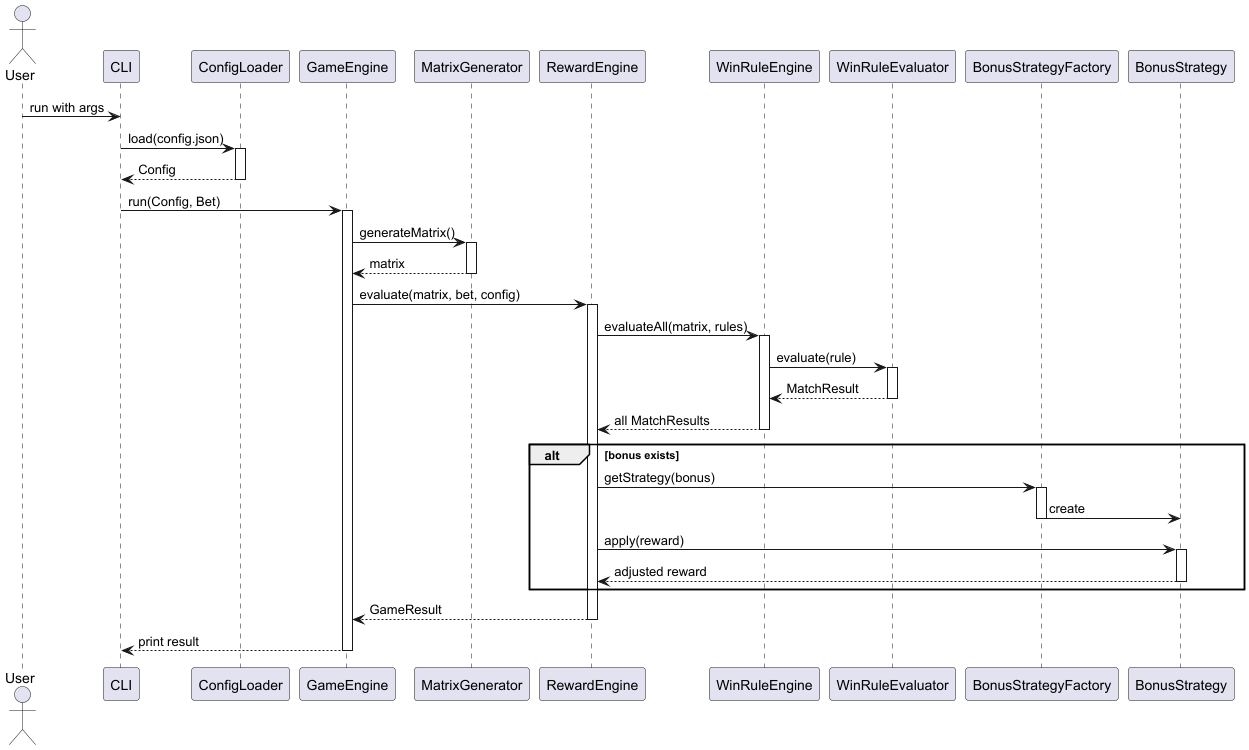 User
CLI
ConfigLoader
GameEngine
MatrixGenerator
RewardEngine
WinRuleEngine
WinRuleEvaluator
BonusStrategyFactory
BonusStrategy
run with args
load(config.json)
Config
run(Config, Bet)
generateMatrix()
matrix
evaluate(matrix, bet, config)
evaluateAll(matrix, rules)
evaluate(rule)
MatchResult
all MatchResults
alt [bonus exists]
getStrategy(bonus)
create
apply(reward)
adjusted reward
GameResult
print result
User
CLI
ConfigLoader
GameEngine
MatrixGenerator
RewardEngine
WinRuleEngine
WinRuleEvaluator
BonusStrategyFactory
BonusStrategy